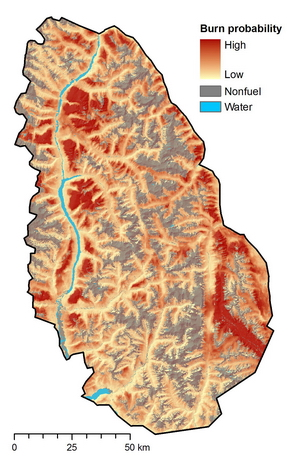 Burn probability
High
Low
Nonfuel
Water
0 25 50 km